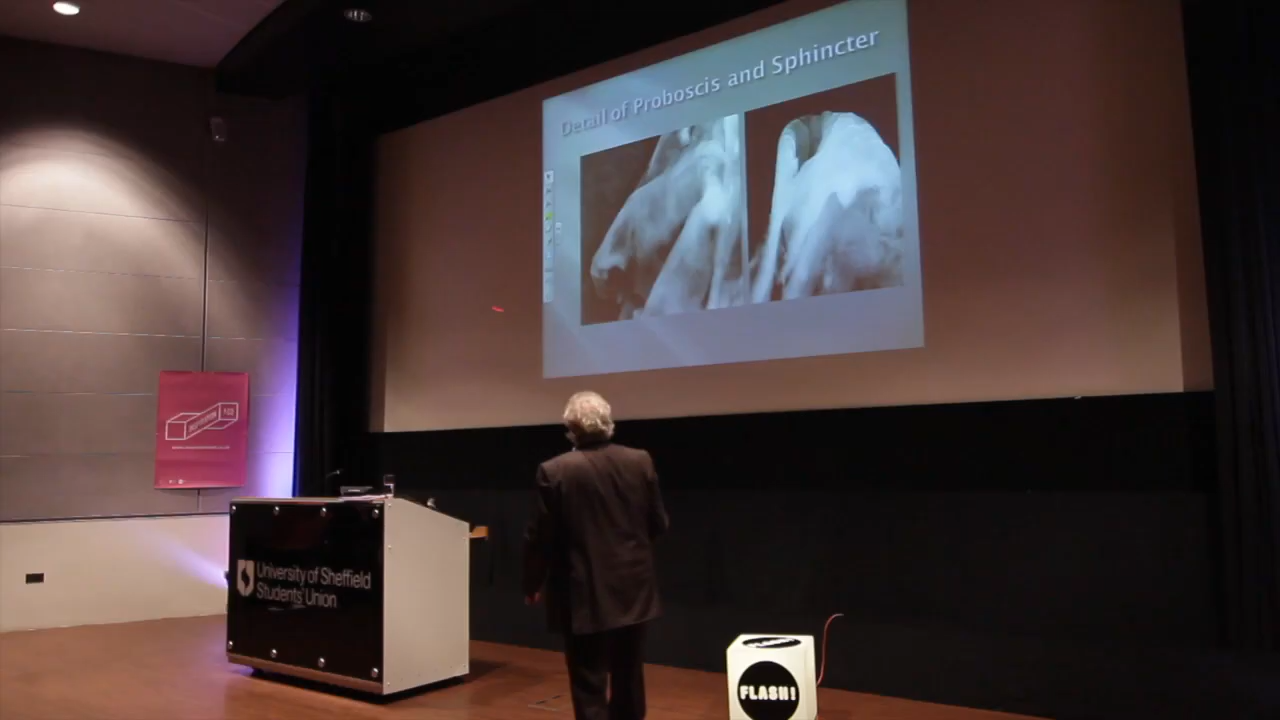 Detail of Proboscis and Sphincter
University of Sheffield
Students' Union
FLASH!